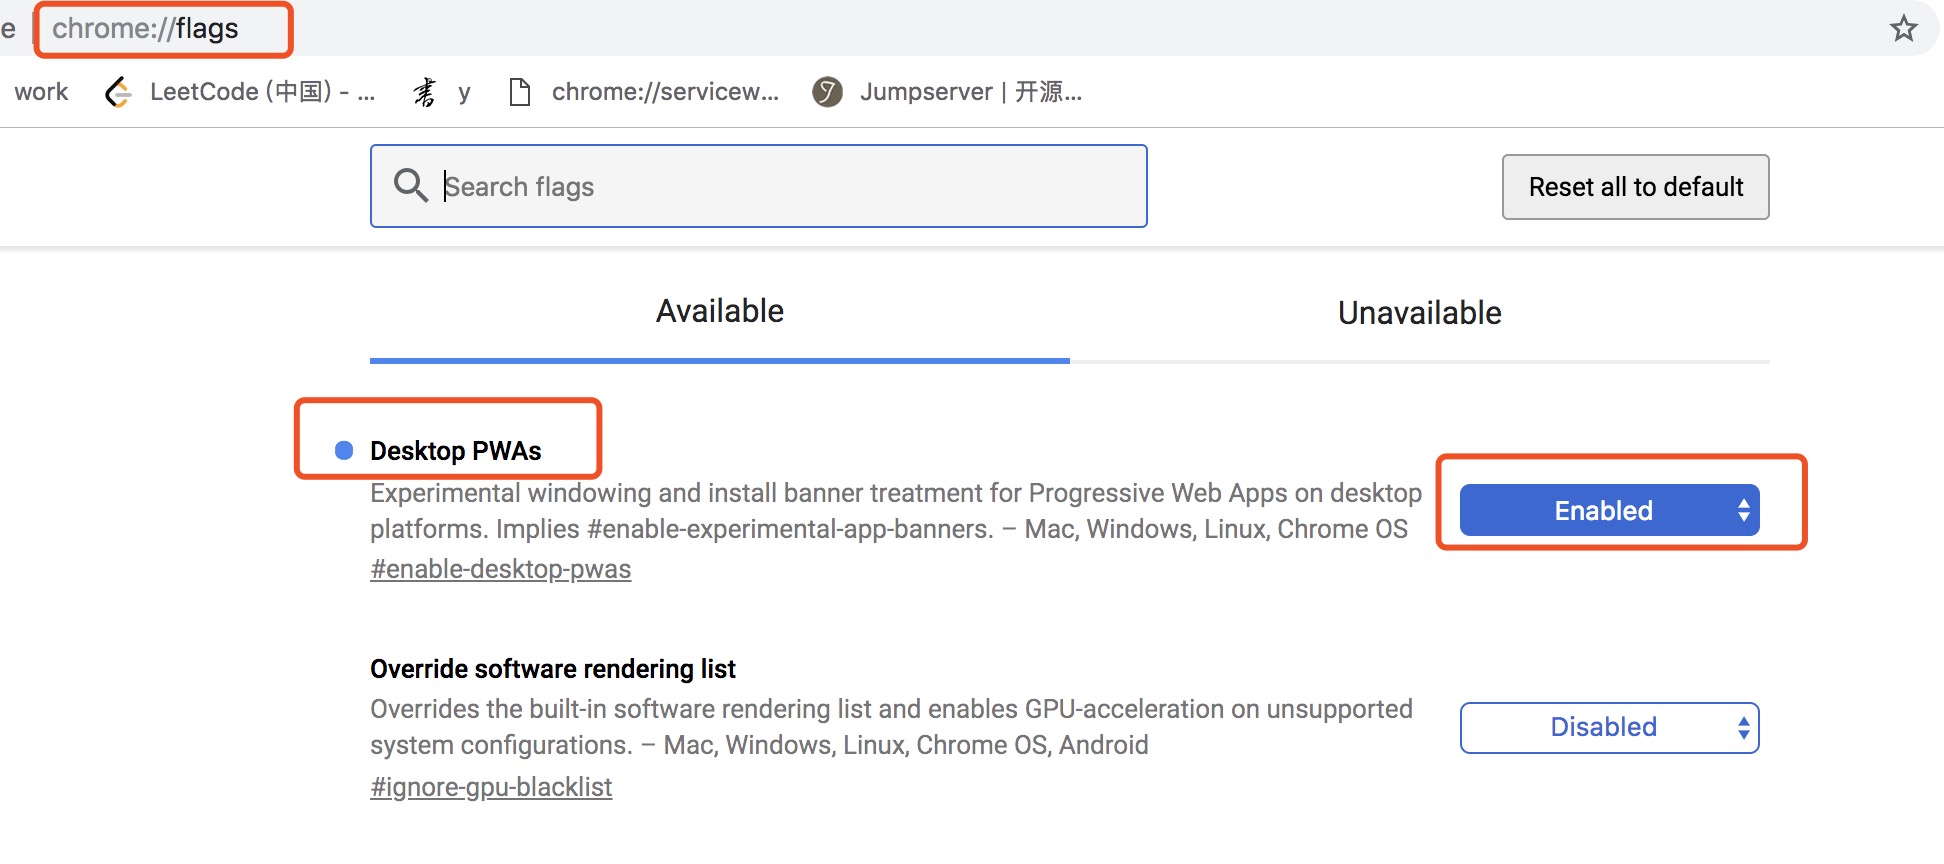 e chrome://flags
work LeetCode (中国) - ... 書 y chrome://servicew... Jumpserver | 开源...
Search flags
Reset all to default
Available
Unavailable
Desktop PWAs
Experimental windowing and install banner treatment for Progressive Web Apps on desktop
platforms. Implies #enable-experimental-app-banners. – Mac, Windows, Linux, Chrome OS
#enable-desktop-pwas
Enabled
Override software rendering list
Overrides the built-in software rendering list and enables GPU-acceleration on unsupported
system configurations. – Mac, Windows, Linux, Chrome OS, Android
#ignore-gpu-blacklist
Disabled